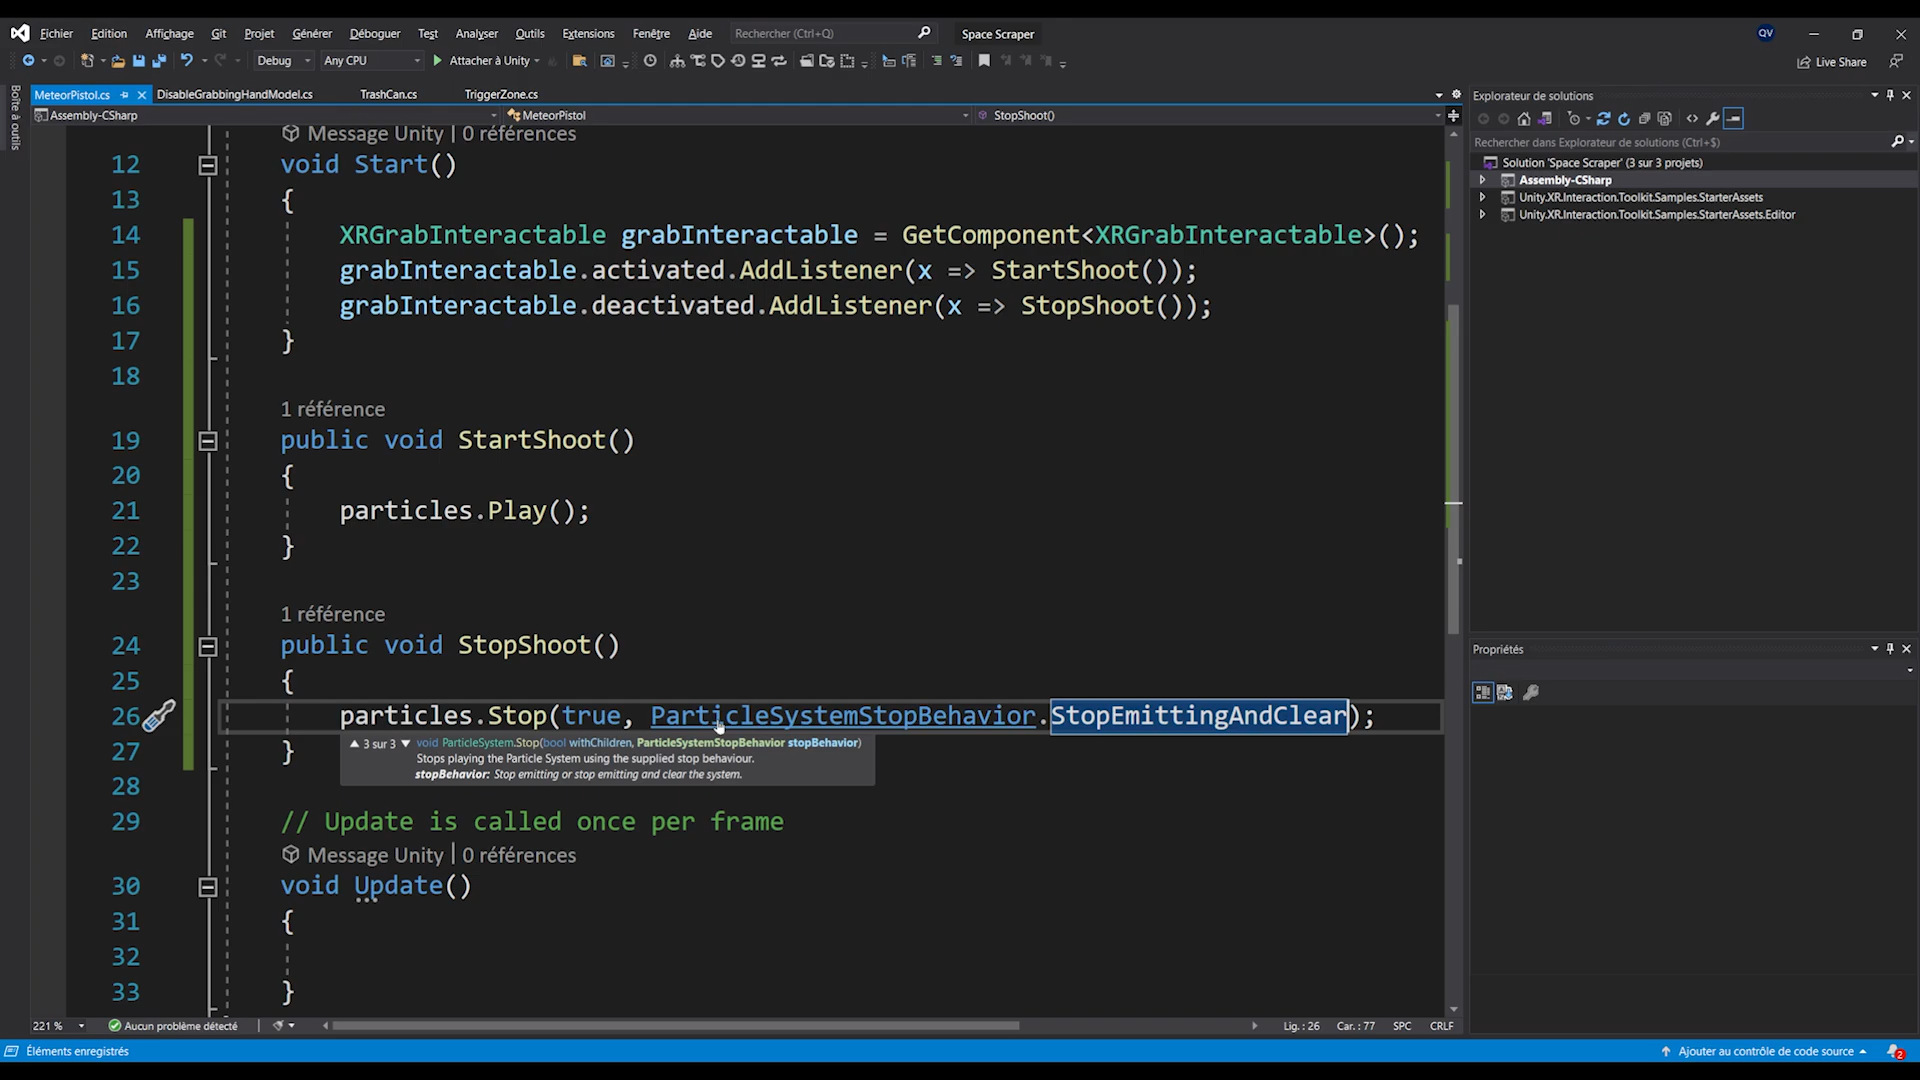 Fichier Edition Affichage Git Projet Générer Déboguer Test Analyser Outils Extensions Fenêtre Aide Rechercher (Ctrl+Q) Space Scraper QV
Debug Any CPU Attacher à Unity Live Share
Boîte à outils
MeteorPistol.cs DisableGrabbingHandModel.cs TrashCan.cs TriggerZone.cs
Assembly-CSharp MeteorPistol StopShoot()
Message Unity | 0 références
12 void Start()
13 {
14 XRGrabInteractable grabInteractable = GetComponent<XRGrabInteractable>();
15 grabInteractable.activated.AddListener(x => StartShoot());
16 grabInteractable.deactivated.AddListener(x => StopShoot());
17 }
18
1 référence
19 public void StartShoot()
20 {
21 particles.Play();
22 }
23
1 référence
24 public void StopShoot()
25 {
26 particles.Stop(true, ParticleSystemStopBehavior.StopEmittingAndClear);
27 }
▲ 3 sur 3 ▼ void ParticleSystem.Stop(bool withChildren, ParticleSystemStopBehavior stopBehavior)
Stops playing the Particle System using the supplied stop behaviour.
stopBehavior: Stop emitting or stop emitting and clear the system.
28
29 // Update is called once per frame
Message Unity | 0 références
30 void Update()
31 {
32
33 }
221 % Aucun problème détecté Lig. : 26 Car. : 77 SPC CRLF
Explorateur de solutions
Rechercher dans Explorateur de solutions (Ctrl+$)
Solution 'Space Scraper' (3 sur 3 projets)
Assembly-CSharp
Unity.XR.Interaction.Toolkit.Samples.StarterAssets
Unity.XR.Interaction.Toolkit.Samples.StarterAssets.Editor
Propriétés
Éléments enregistrés Ajouter au contrôle de code source 2